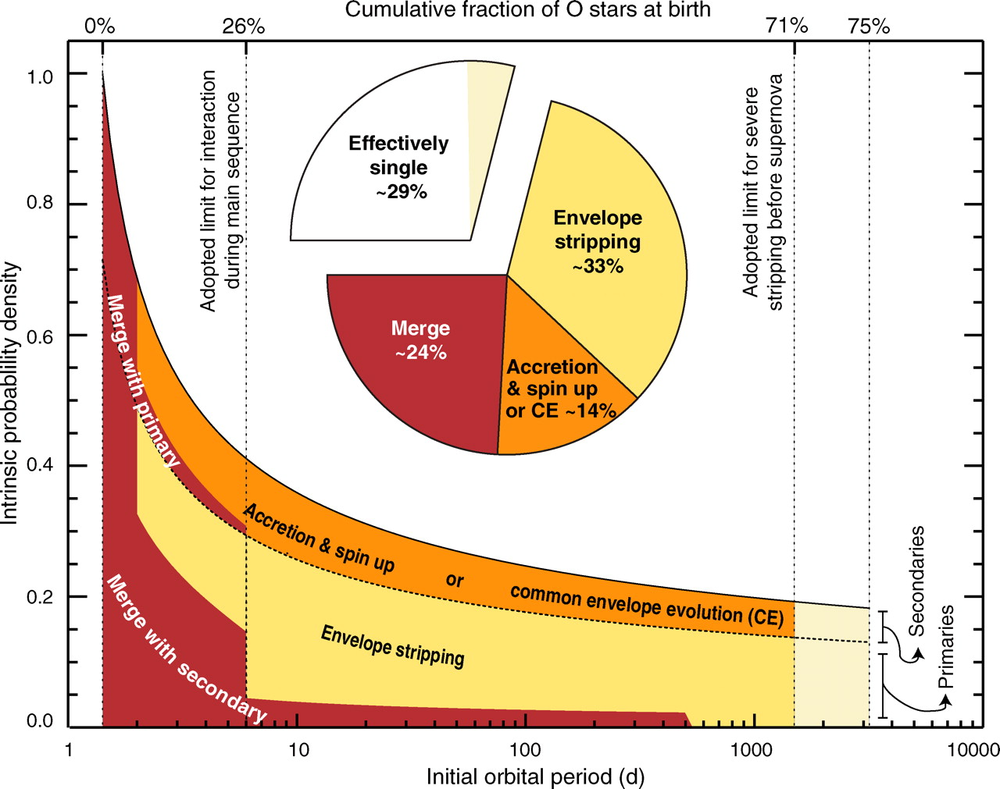 Cumulative fraction of O stars at birth
0%
26%
71%
75%
Intrinsic probability density
1.0
0.8
0.6
0.4
0.2
0.0
Adopted limit for interaction
during main sequence
Effectively
single
~29%
Envelope
stripping
~33%
Merge
~24%
Accretion
& spin up
or CE ~14%
Adopted limit for severe
stripping before supernova
Merge with primary
Merge with secondary
Accretion & spin up or common envelope evolution (CE)
Envelope stripping
Secondaries
Primaries
1
10
100
1000
10000
Initial orbital period (d)